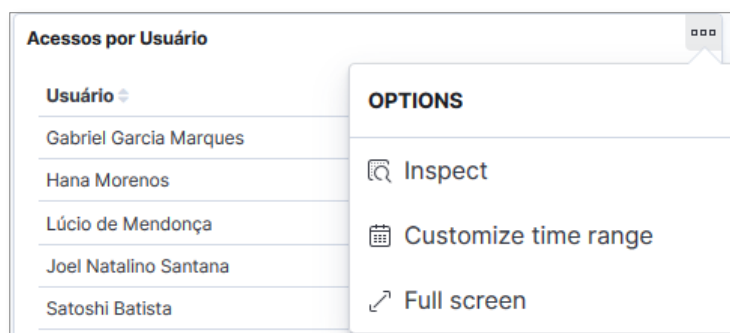 Acessos por Usuário
Usuário
Gabriel Garcia Marques
Hana Morenos
Lúcio de Mendonça
Joel Natalino Santana
Satoshi Batista
OPTIONS
Inspect
Customize time range
Full screen